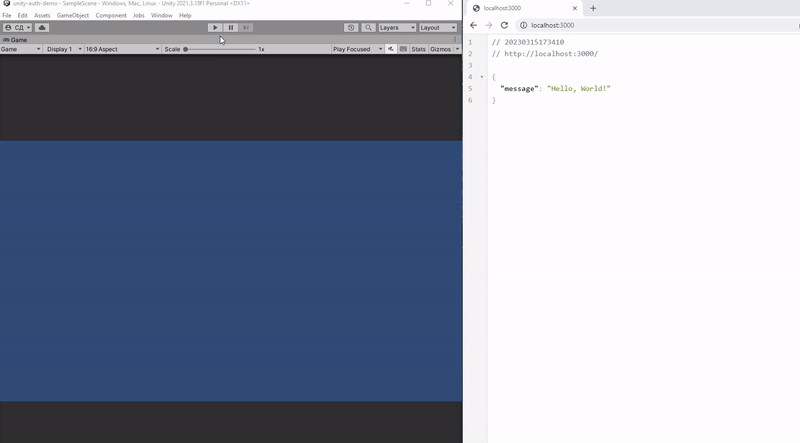 unity-auth-demo - SampleScene - Windows, Mac, Linux - Unity 2021.3.18f1 Personal <DX11>
File Edit Assets GameObject Component Jobs Window Help
СД Layers Layout
Game
Game Display 1 16:9 Aspect Scale 1x Play Focused Stats Gizmos
localhost:3000
localhost:3000
1 // 20230315173410
2 // http://localhost:3000/
3
4 {
5 "message": "Hello, World!"
6 }